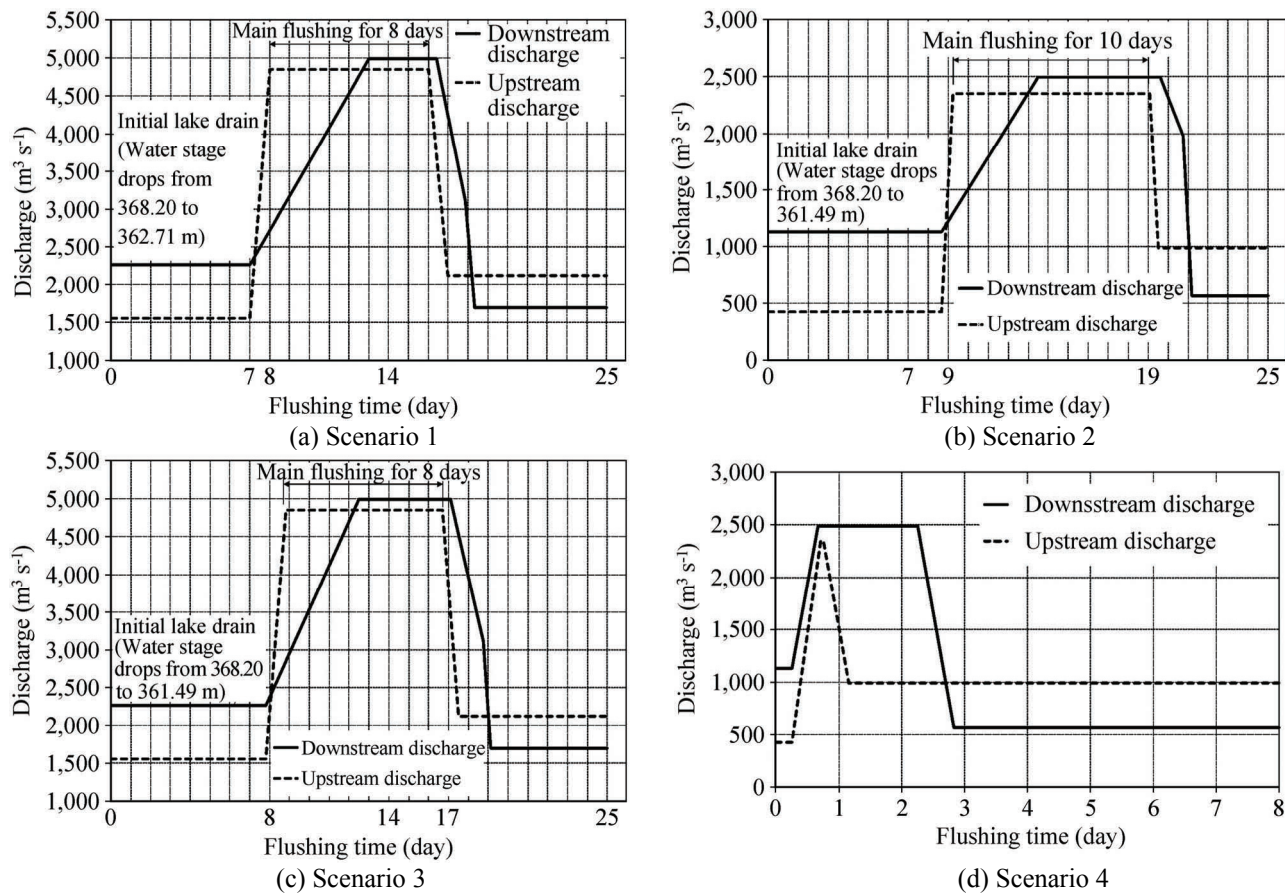 5,500
5,000
4,500
4,000
3,500
3,000
2,500
2,000
1,500
1,000
Discharge (m³ s⁻¹)
Main flushing for 8 days
Downstream
discharge
Upstream
discharge
Initial lake drain
(Water stage
drops from
368.20 to
362.71 m)
0 7 8 14 25
Flushing time (day)
(a) Scenario 1
3,000
2,500
2,000
1,500
1,000
500
0
Discharge (m³ s⁻¹)
Main flushing for 10 days
Initial lake drain
(Water stage drops
from 368.20 to
361.49 m)
Downstream discharge
Upstream discharge
0 7 9 19 25
Flushing time (day)
(b) Scenario 2
5,500
5,000
4,500
4,000
3,500
3,000
2,500
2,000
1,500
1,000
Discharge (m³ s⁻¹)
Main flushing for 8 days
Initial lake drain
(Water stage
drops from 368.20
to 361.49 m)
Downstream discharge
Upstream discharge
0 8 14 17 25
Flushing time (day)
(c) Scenario 3
3,000
2,500
2,000
1,500
1,000
500
0
Discharge (m³ s⁻¹)
Downsstream discharge
Upstream discharge
0 1 2 3 4 5 6 7 8
Flushing time (day)
(d) Scenario 4